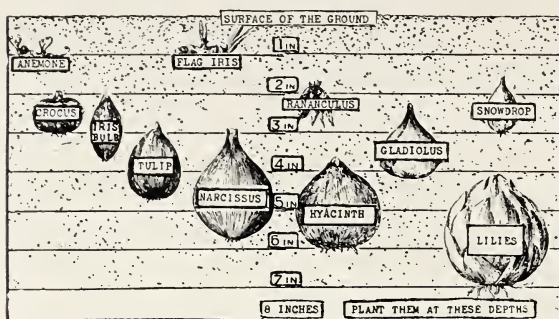 SURFACE OF THE GROUND
1 IN
ANEMONE
FLAG IRIS
2 IN
CROCUS
IRIS
BULB
RANANCULUS
SNOWDROP
3 IN
TULIP
GLADIOLUS
4 IN
NARCISSUS
5 IN
HYACINTH
6 IN
LILIES
7 IN
8 INCHES
PLANT THEM AT THESE DEPTHS